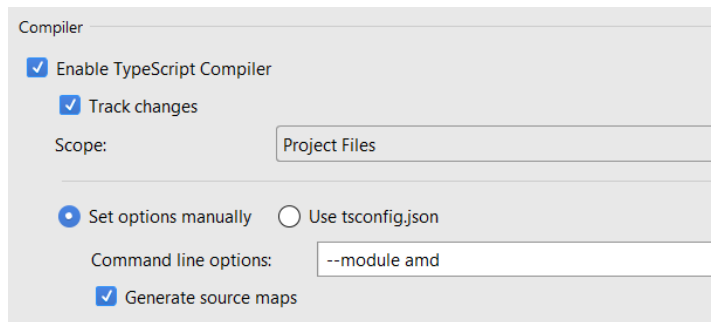 Compiler
Enable TypeScript Compiler
Track changes
Scope: Project Files
Set options manually Use tsconfig.json
Command line options: --module amd
Generate source maps